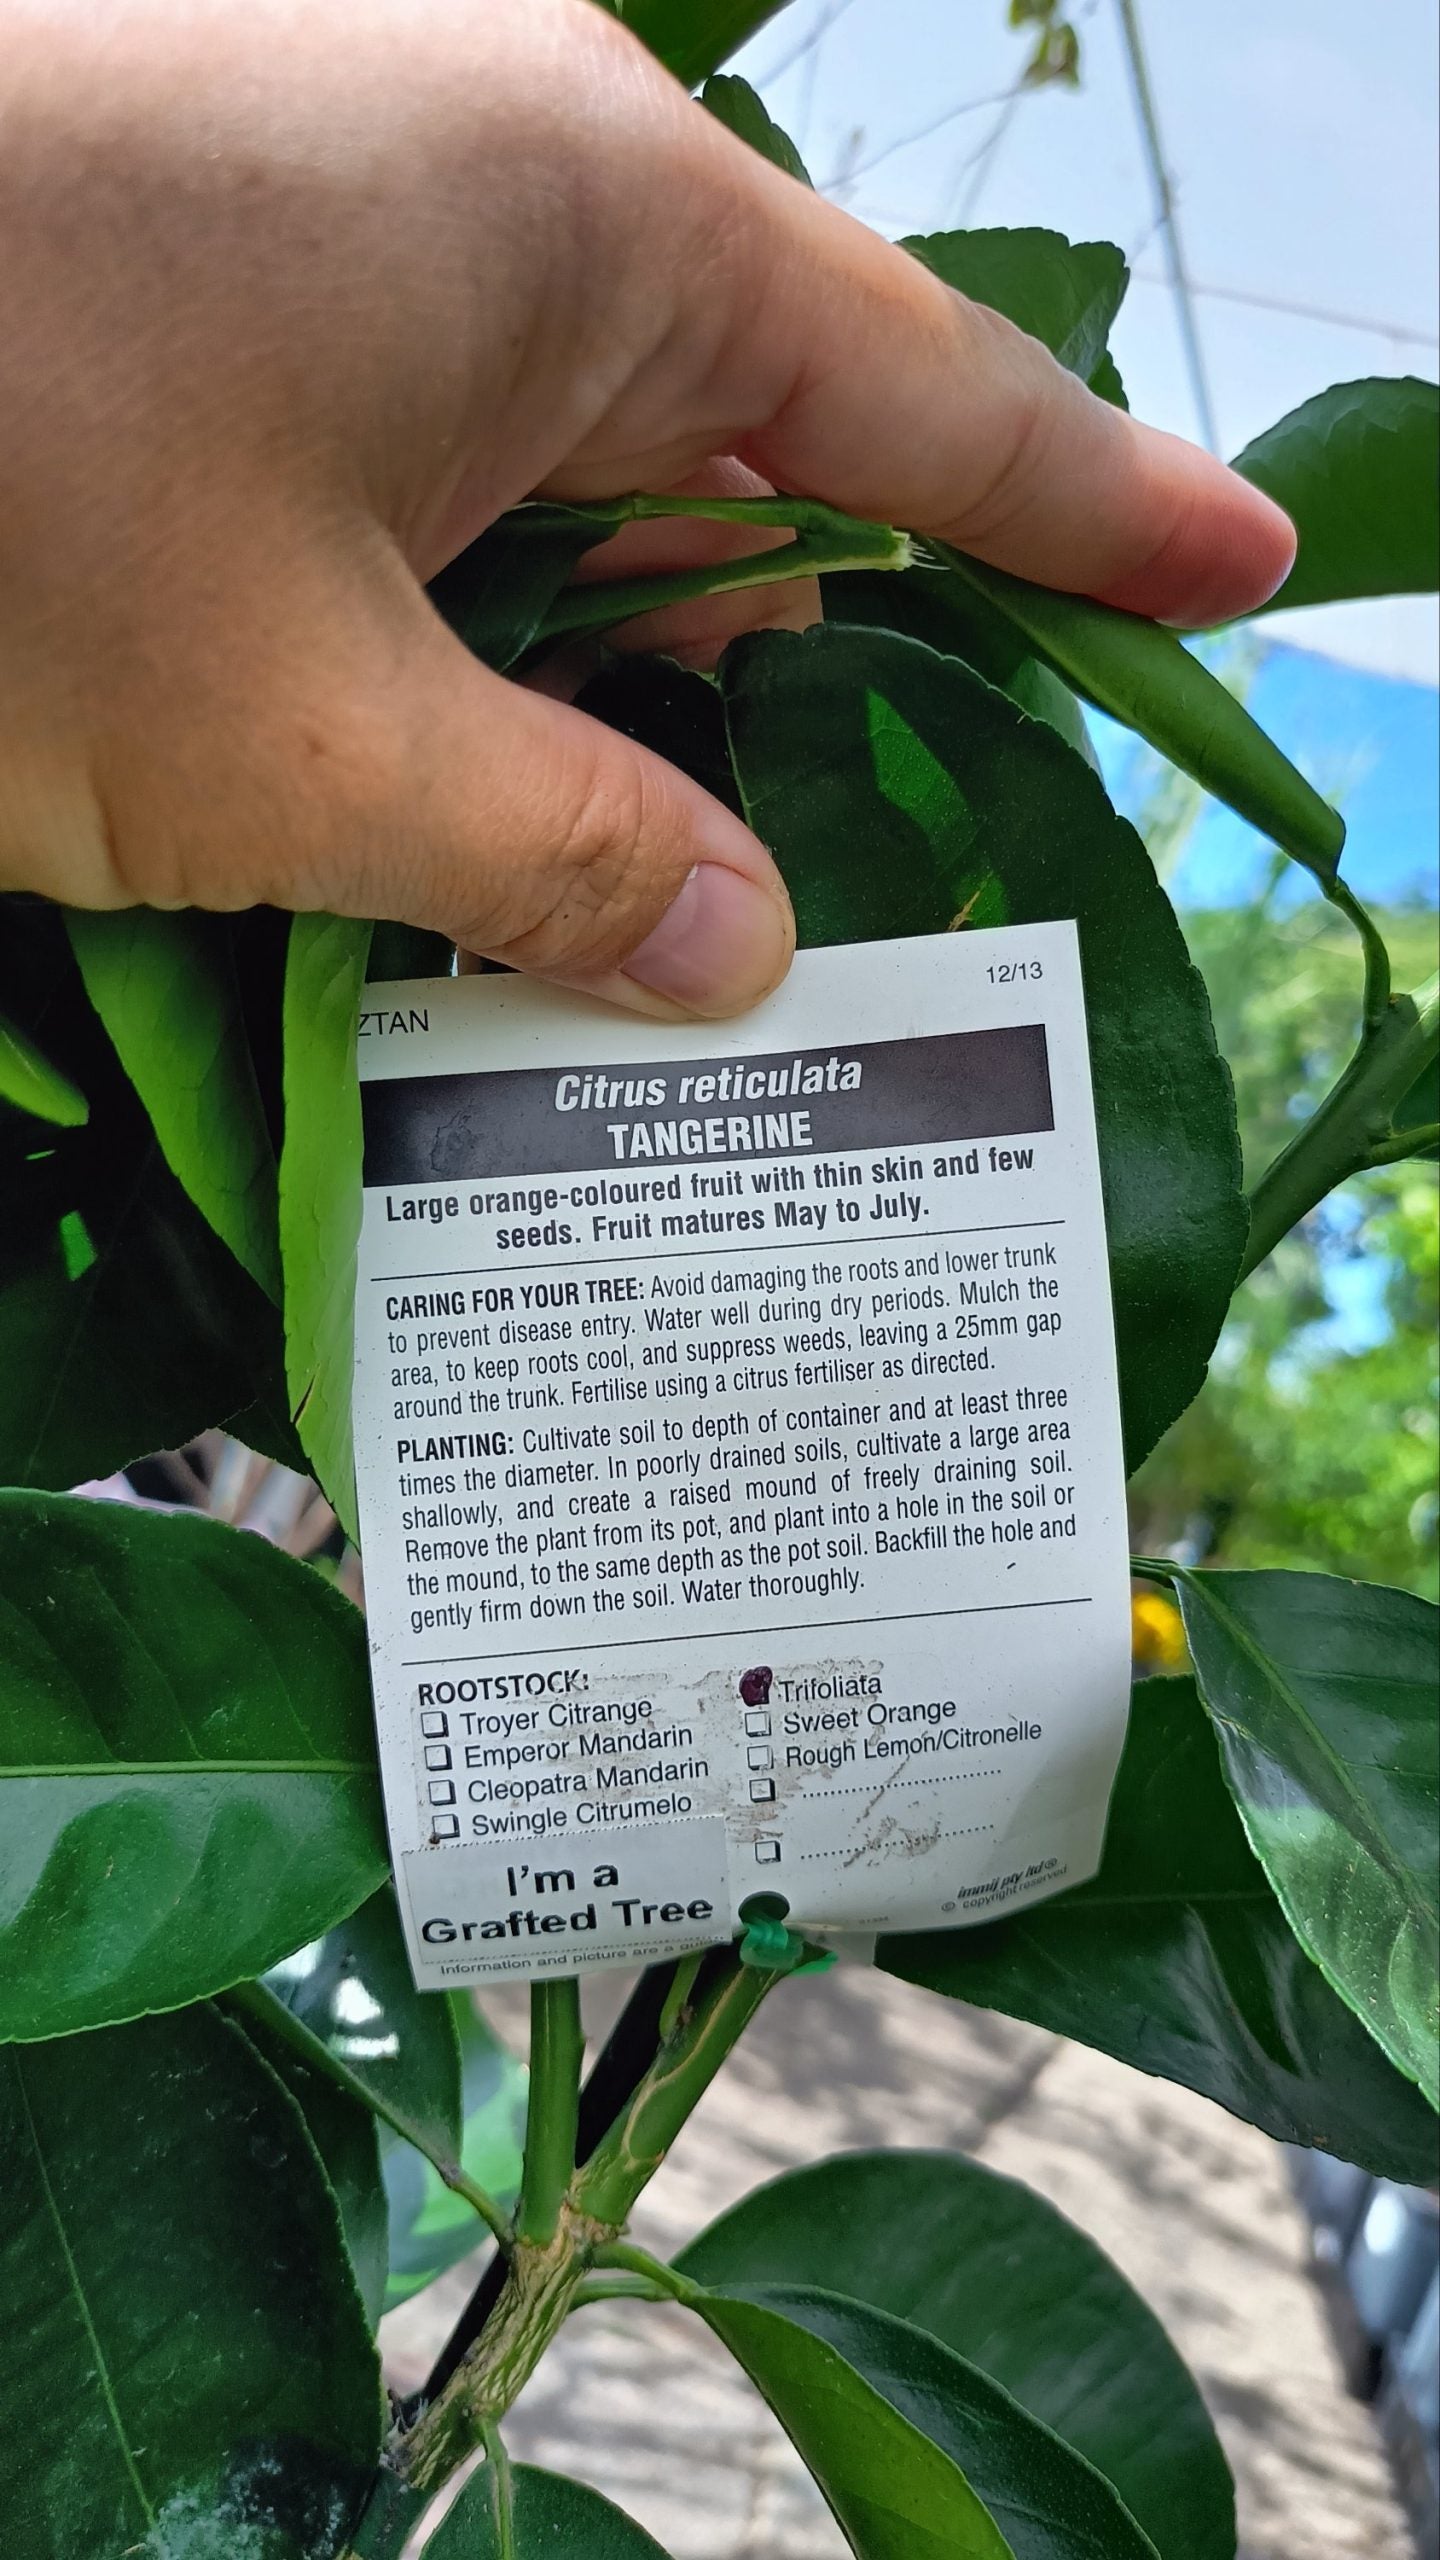 ZTAN
12/13
Citrus reticulata
TANGERINE
Large orange-coloured fruit with thin skin and few
seeds. Fruit matures May to July.
CARING FOR YOUR TREE: Avoid damaging the roots and lower trunk
to prevent disease entry. Water well during dry periods. Mulch the
area, to keep roots cool, and suppress weeds, leaving a 25mm gap
around the trunk. Fertilise using a citrus fertiliser as directed.
PLANTING: Cultivate soil to depth of container and at least three
times the diameter. In poorly drained soils, cultivate a large area
shallowly, and create a raised mound of freely draining soil.
Remove the plant from its pot, and plant into a hole in the soil or
the mound, to the same depth as the pot soil. Backfill the hole and
gently firm down the soil. Water thoroughly.
ROOTSTOCK:
Troyer Citrange
Emperor Mandarin
Cleopatra Mandarin
Swingle Citrumelo
Trifoliata
Sweet Orange
Rough Lemon/Citronelle
I'm a
Grafted Tree
Information and picture are a
immij pty ltd®
© copyright reserved